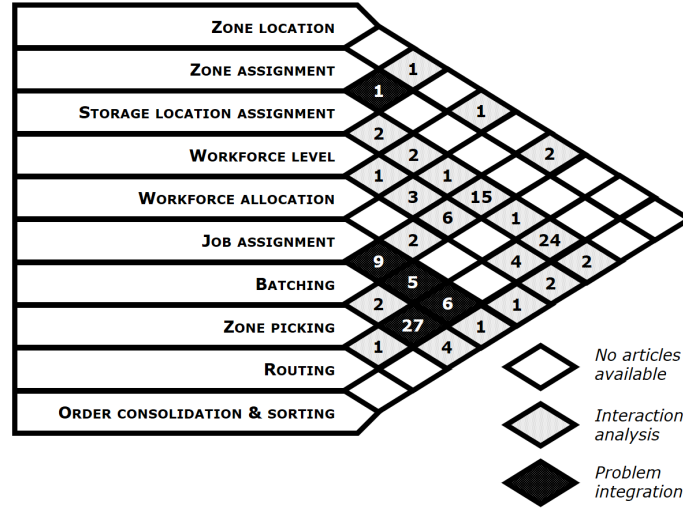 ZONE LOCATION
1
ZONE ASSIGNMENT
1
1
STORAGE LOCATION ASSIGNMENT
2
2
2
WORKFORCE LEVEL
1
1
WORKFORCE ALLOCATION
3
15
6
1
JOB ASSIGNMENT
2
24
9
4
2
BATCHING
5
2
2
6
1
ZONE PICKING
27
1
1
4
ROUTING
ORDER CONSOLIDATION & SORTING
No articles
available
Interaction
analysis
Problem
integration